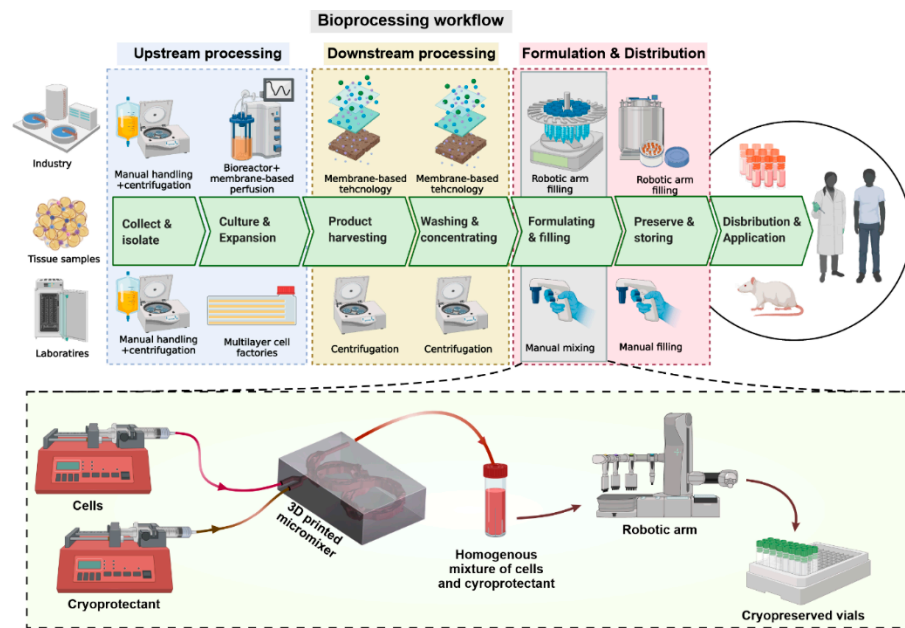 Bioprocessing workflow
Upstream processing
Downstream processing
Formulation & Distribution
Industry
Manual handling
+centrifugation
Bioreactor+
membrane-based
perfusion
Membrane-based
tehcnology
Membrane-based
tehcnology
Robotic arm
filling
Robotic arm
filling
Tissue samples
Collect &
isolate
Culture &
Expansion
Product
harvesting
Washing &
concentrating
Formulating
& filling
Preserve &
storing
Disbribution &
Application
Laboratires
Manual handling
+centrifugation
Multilayer cell
factories
Centrifugation
Centrifugation
Manual mixing
Manual filling
Cells
Cryoprotectant
3D printed
micromixer
Homogenous
mixture of cells
and cyroprotectant
Robotic arm
Cryopreserved vials